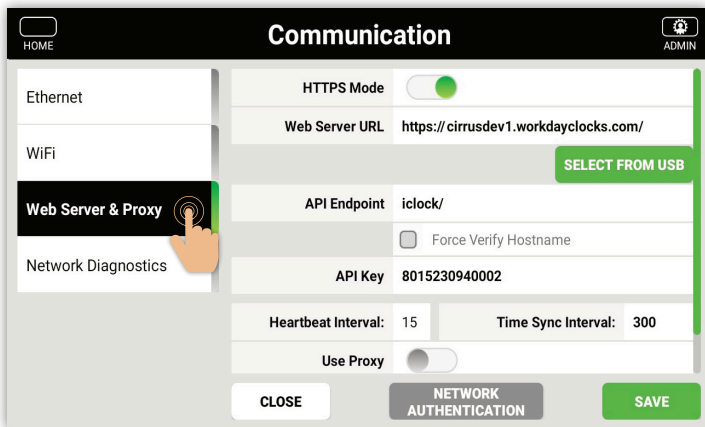 HOME
Communication
ADMIN
Ethernet
WiFi
Web Server & Proxy
Network Diagnostics
HTTPS Mode
Web Server URL https://cirrusdev1.workdayclocks.com/
SELECT FROM USB
API Endpoint iclock/
Force Verify Hostname
API Key 8015230940002
Heartbeat Interval: 15 Time Sync Interval: 300
Use Proxy
CLOSE
NETWORK
AUTHENTICATION
SAVE